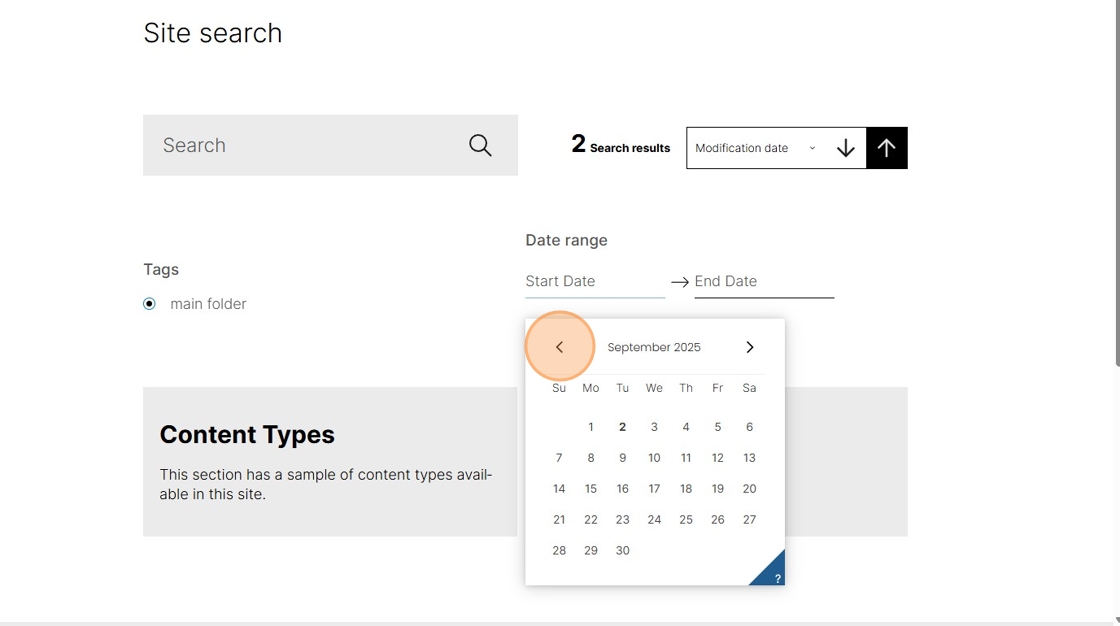 Site search
Search
2 Search results
Modification date
Date range
Tags
Start Date
End Date
main folder
September 2025
Su Mo Tu We Th Fr Sa
1 2 3 4 5 6
7 8 9 10 11 12 13
14 15 16 17 18 19 20
21 22 23 24 25 26 27
28 29 30
?
Content Types
This section has a sample of content types avail-
able in this site.